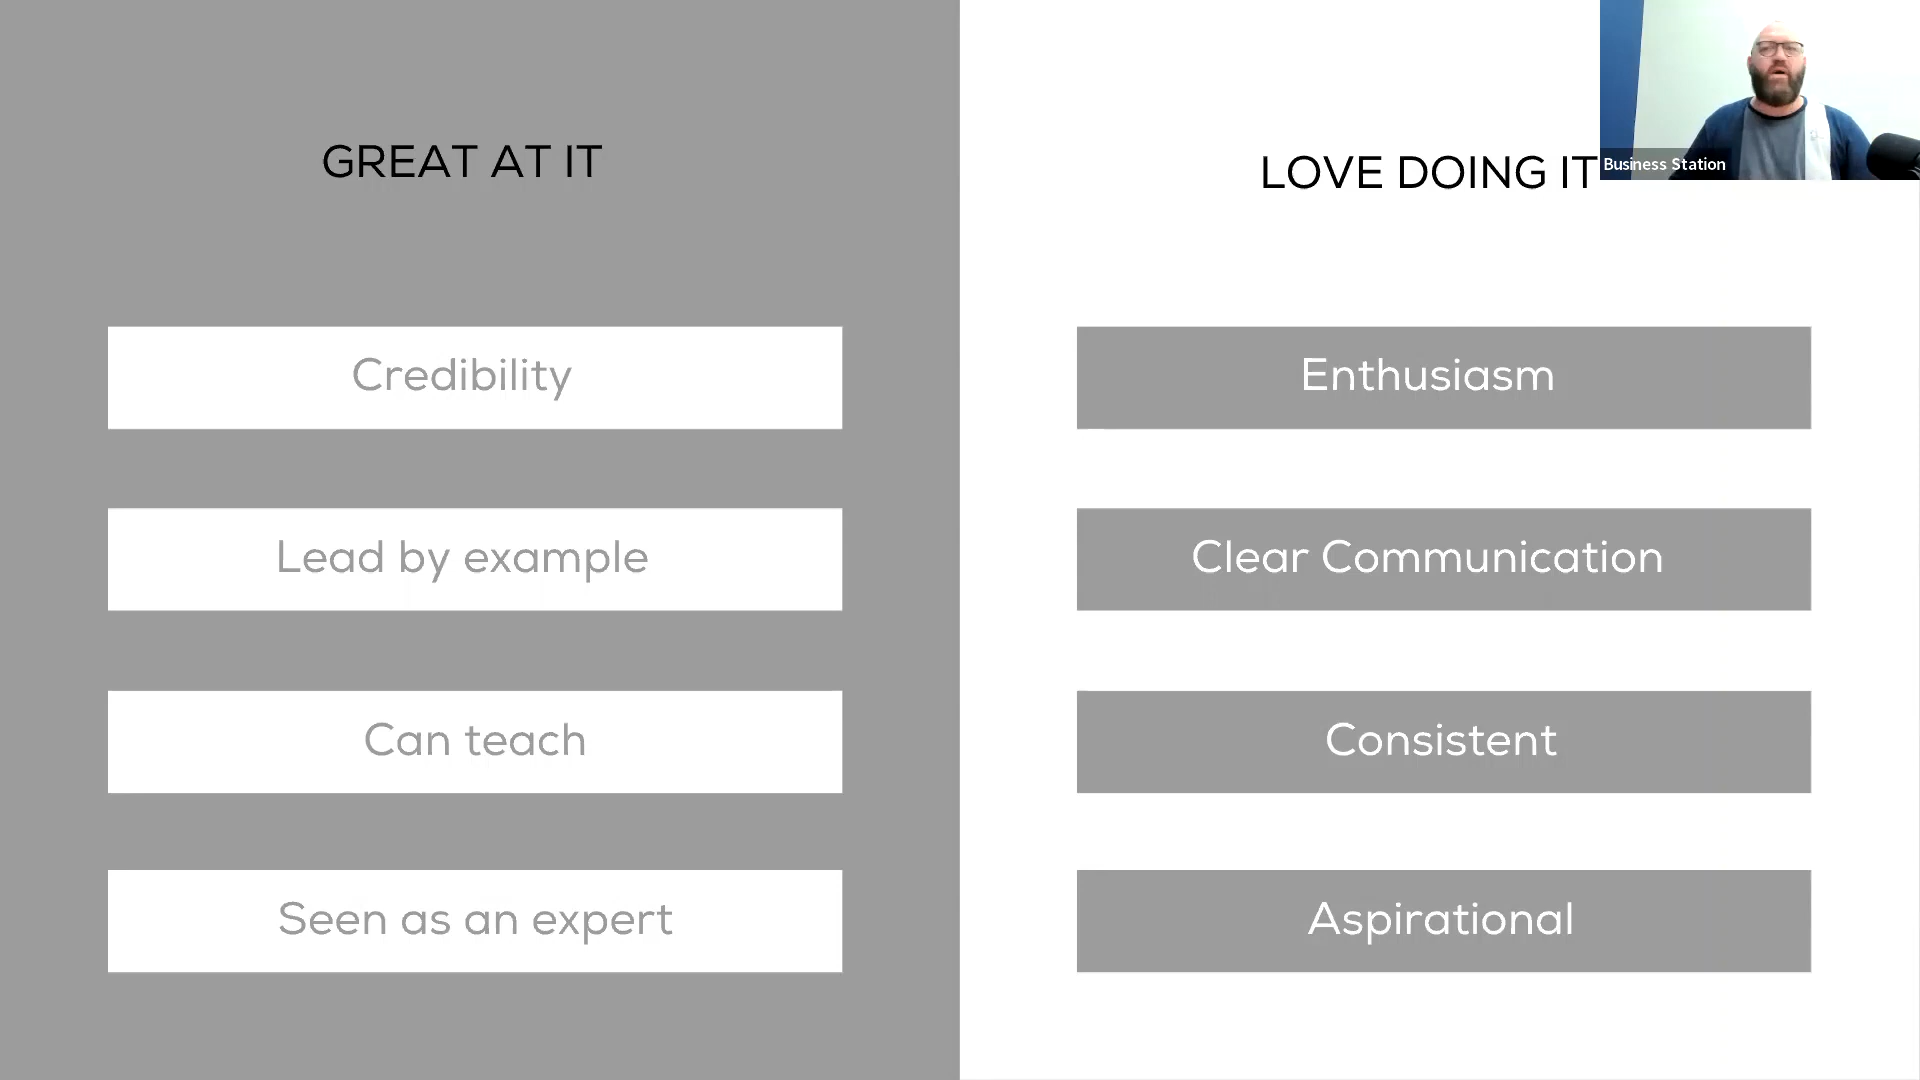 GREAT AT IT
Credibility
Lead by example
Can teach
Seen as an expert
LOVE DOING IT
Enthusiasm
Clear Communication
Consistent
Aspirational
Business Station